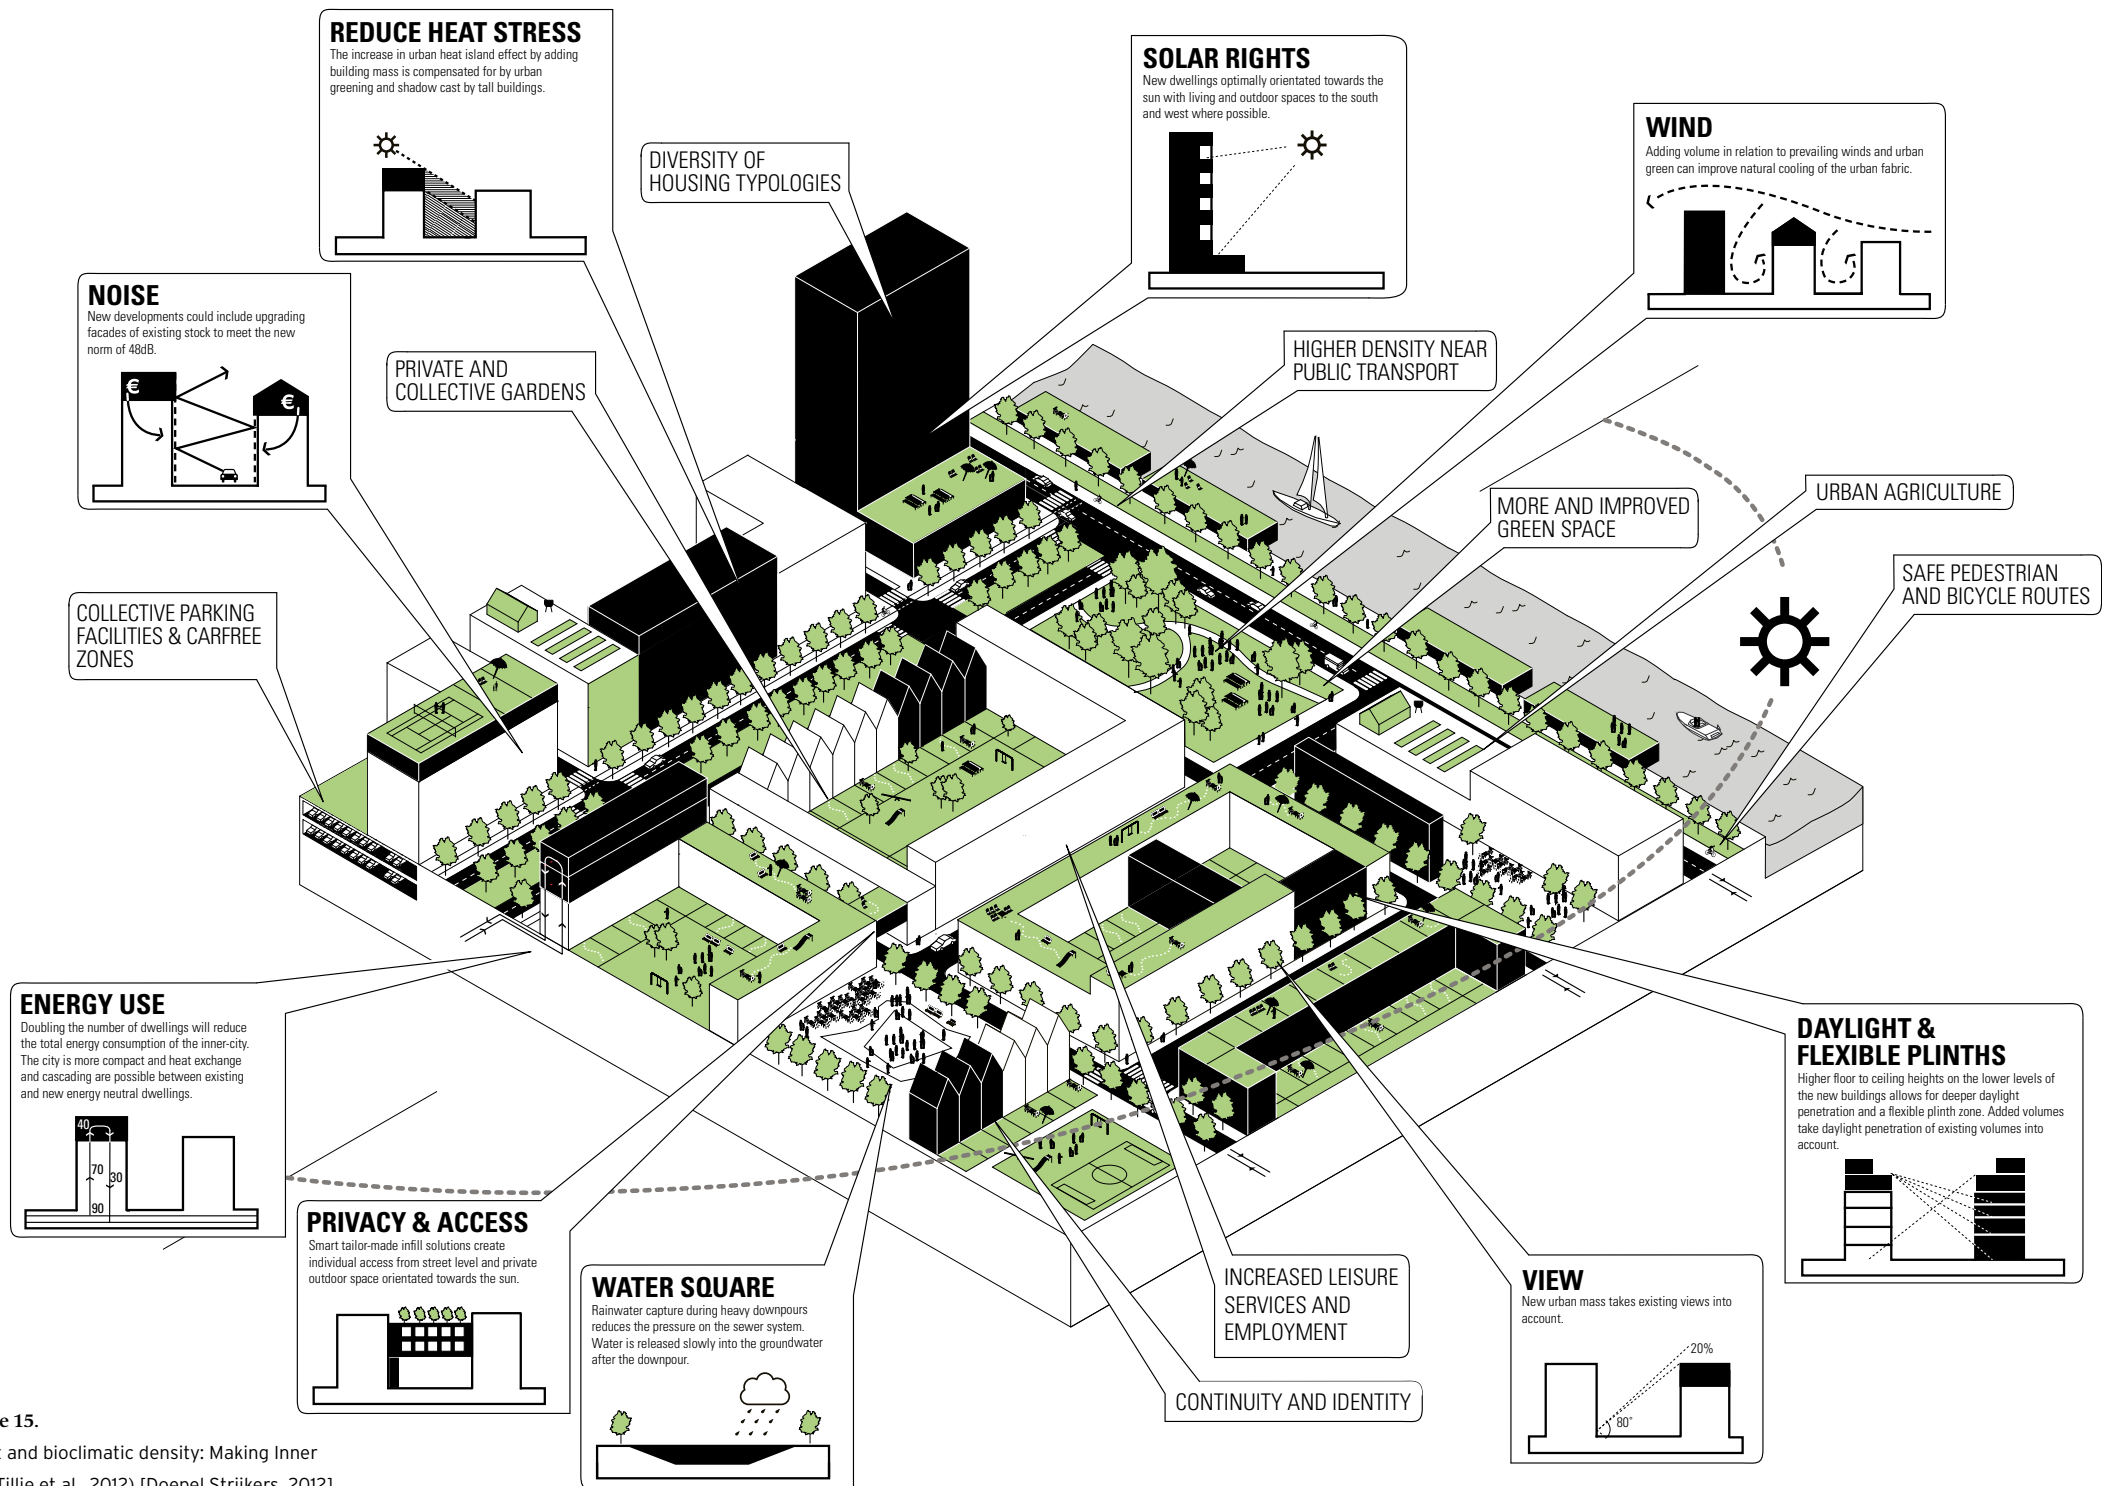 REDUCE HEAT STRESS
The increase in urban heat island effect by adding
building mass is compensated for by urban
greening and shadow cast by tall buildings.
SOLAR RIGHTS
New dwellings optimally orientated towards the
sun with living and outdoor spaces to the south
and west where possible.
WIND
Adding volume in relation to prevailing winds and urban
green can improve natural cooling of the urban fabric.
DIVERSITY OF
HOUSING TYPOLOGIES
NOISE
New developments could include upgrading
facades of existing stock to meet the new
norm of 48dB.
€
€
PRIVATE AND
COLLECTIVE GARDENS
HIGHER DENSITY NEAR
PUBLIC TRANSPORT
MORE AND IMPROVED
GREEN SPACE
URBAN AGRICULTURE
SAFE PEDESTRIAN
AND BICYCLE ROUTES
COLLECTIVE PARKING
FACILITIES & CARFREE
ZONES
ENERGY USE
Doubling the number of dwellings will reduce
the total energy consumption of the inner-city.
The city is more compact and heat exchange
and cascading are possible between existing
and new energy neutral dwellings.
40
70
30
90
DAYLIGHT &
FLEXIBLE PLINTHS
Higher floor to ceiling heights on the lower levels of
the new buildings allows for deeper daylight
penetration and a flexible plinth zone. Added volumes
take daylight penetration of existing volumes into
account.
PRIVACY & ACCESS
Smart tailor-made infill solutions create
individual access from street level and private
outdoor space orientated towards the sun.
WATER SQUARE
Rainwater capture during heavy downpours
reduces the pressure on the sewer system.
Water is released slowly into the groundwater
after the downpour.
INCREASED LEISURE
SERVICES AND
EMPLOYMENT
CONTINUITY AND IDENTITY
VIEW
New urban mass takes existing views into
account.
20%
80°
e 15.
and bioclimatic density: Making Inner
Tillie et al., 2012) [Doepel Strijkers, 2012]